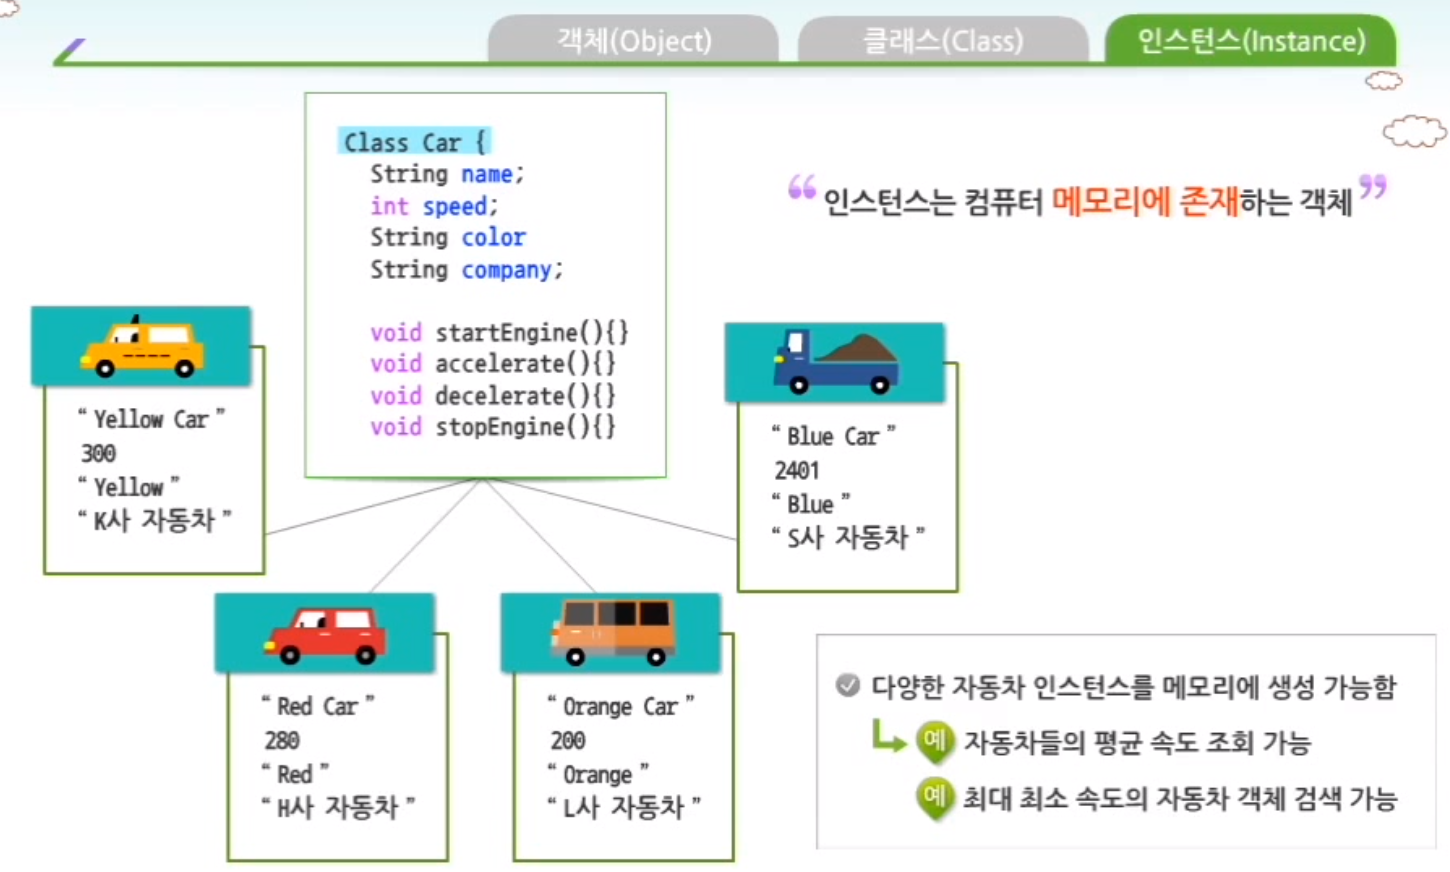 객체(Object)
클래스(Class)
인스턴스(Instance)
Class Car {
String name;
int speed;
String color
String company;
void startEngine(){}
void accelerate(){}
void decelerate(){}
void stopEngine(){}
“ 인스턴스는 컴퓨터 메모리에 존재하는 객체 ”
“ Yellow Car ”
300
“ Yellow ”
“ K사 자동차 ”
“ Blue Car ”
2401
“ Blue ”
“ S사 자동차 ”
“ Red Car ”
280
“ Red ”
“ H사 자동차 ”
“ Orange Car ”
200
“ Orange ”
“ L사 자동차 ”
다양한 자동차 인스턴스를 메모리에 생성 가능함
예 자동차들의 평균 속도 조회 가능
예 최대 최소 속도의 자동차 객체 검색 가능